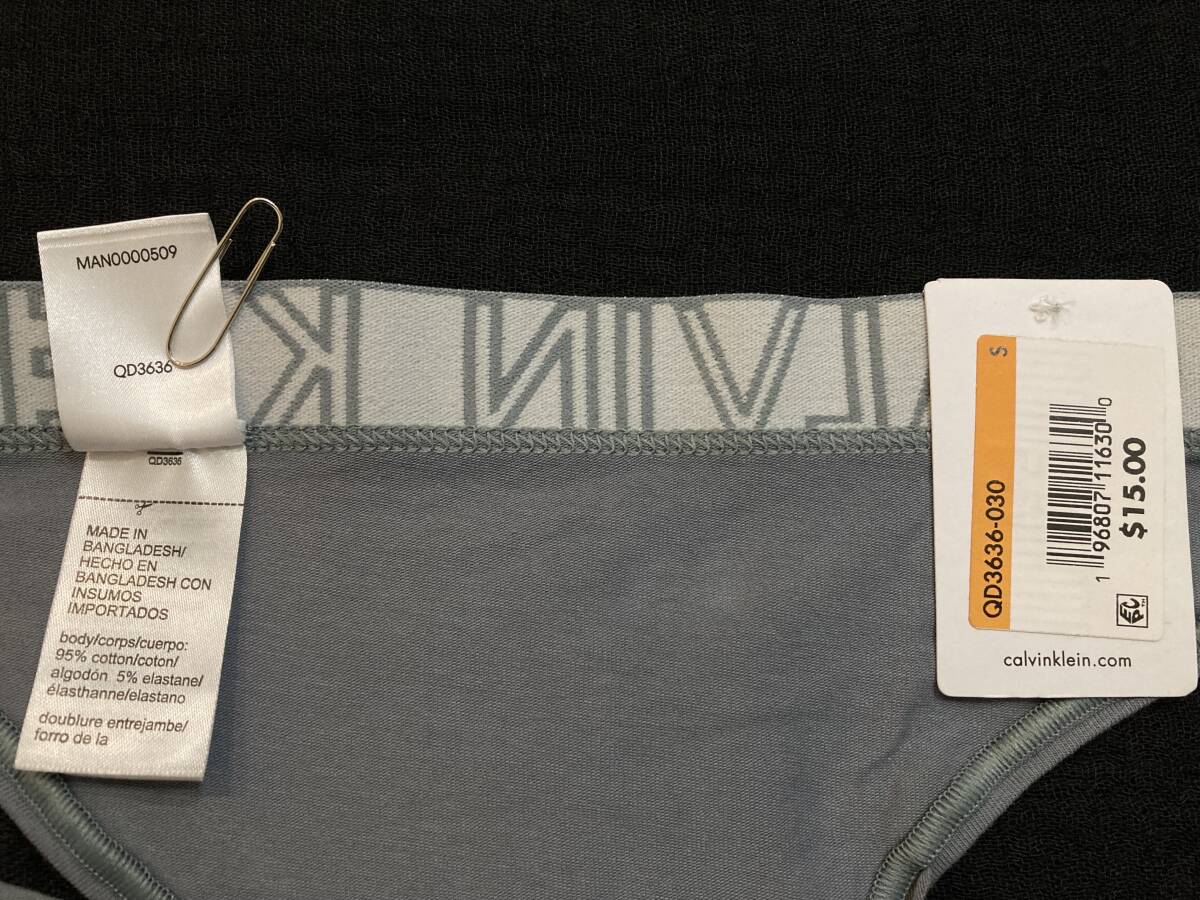 MAN0000509
QD3636
QD3636
MADE IN
BANGLADESH/
HECHO EN
BANGLADESH CON
INSUMOS
IMPORTADOS
body/corps/cuerpo:
95% cotton/coton/
algodón 5% elastane/
élasthanne/elastano
doublure entrejambe/
forro de la
LVIN K
S
QD3636-030
1 96807 11630 0
$15.00
calvinklein.com